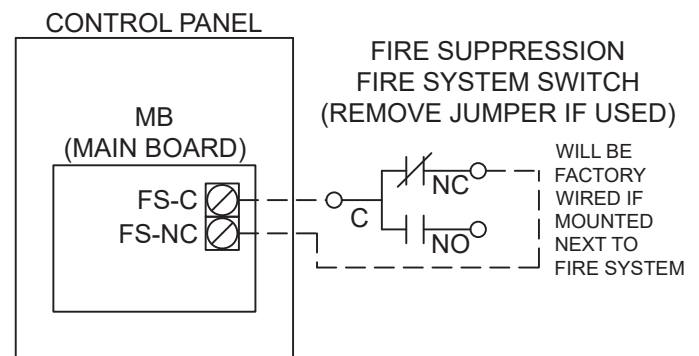 CONTROL PANEL
FIRE SUPPRESSION
FIRE SYSTEM SWITCH
(REMOVE JUMPER IF USED)
MB
(MAIN BOARD)
FS-C
FS-NC
C
NC
NO
WILL BE
FACTORY
WIRED IF
MOUNTED
NEXT TO
FIRE SYSTEM